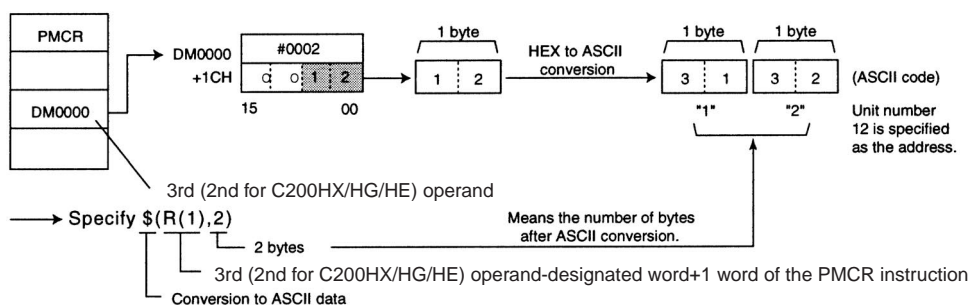 PMCR
DM0000
DM0000
+1CH
#0002
0 0 1 2
15 00
1 byte
1 2
HEX to ASCII
conversion
1 byte 1 byte
3 1 3 2
(ASCII code)
"1" "2"
Unit number
12 is specified
as the address.
3rd (2nd for C200HX/HG/HE) operand
Specify $(R(1),2)
2 bytes
Means the number of bytes
after ASCII conversion.
3rd (2nd for C200HX/HG/HE) operand-designated word+1 word of the PMCR instruction
Conversion to ASCII data